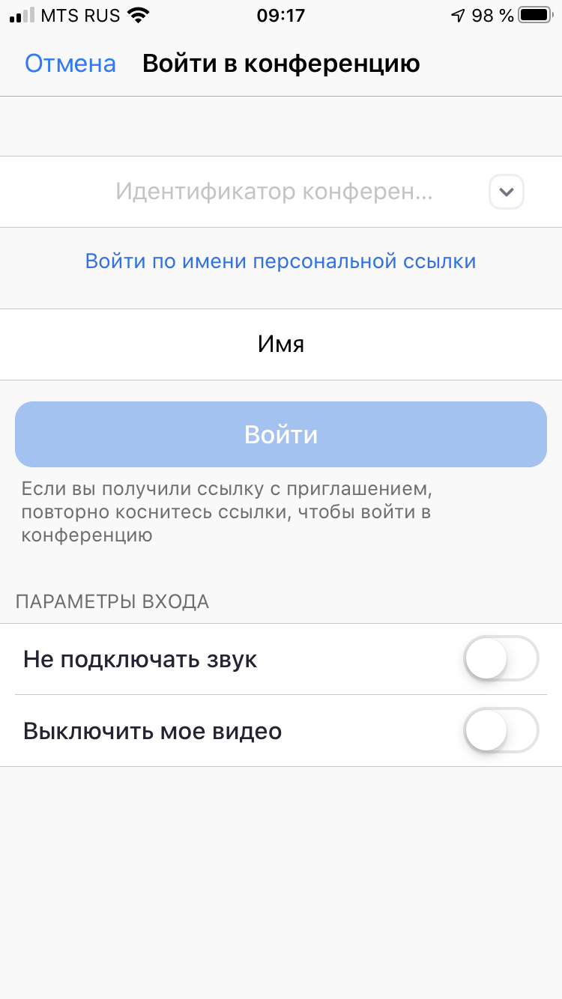 MTS RUS 09:17 98 %
Отмена Войти в конференцию
Идентификатор конферен...
Войти по имени персональной ссылки
Имя
Войти
Если вы получили ссылку с приглашением,
повторно коснитесь ссылки, чтобы войти в
конференцию
ПАРАМЕТРЫ ВХОДА
Не подключать звук
Выключить мое видео